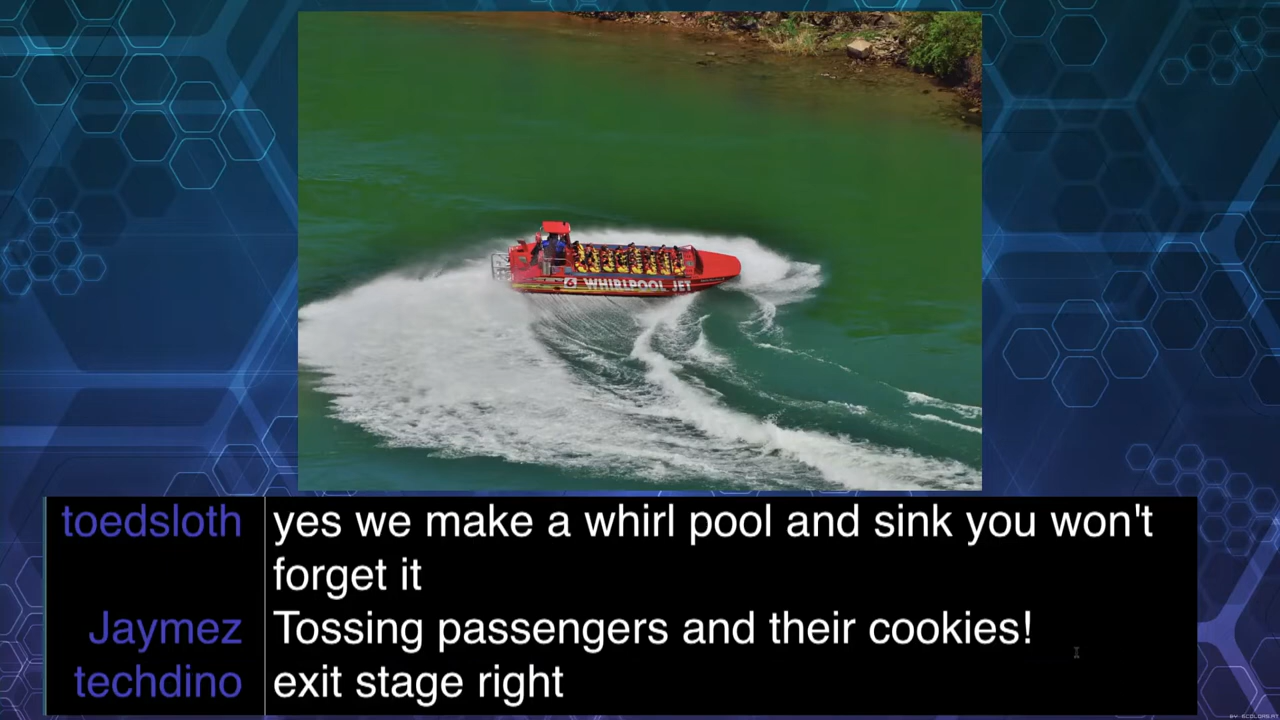 6 WHIRLPOOL JET
toedsloth yes we make a whirl pool and sink you won't
forget it
Jaymez Tossing passengers and their cookies!
techdino exit stage right